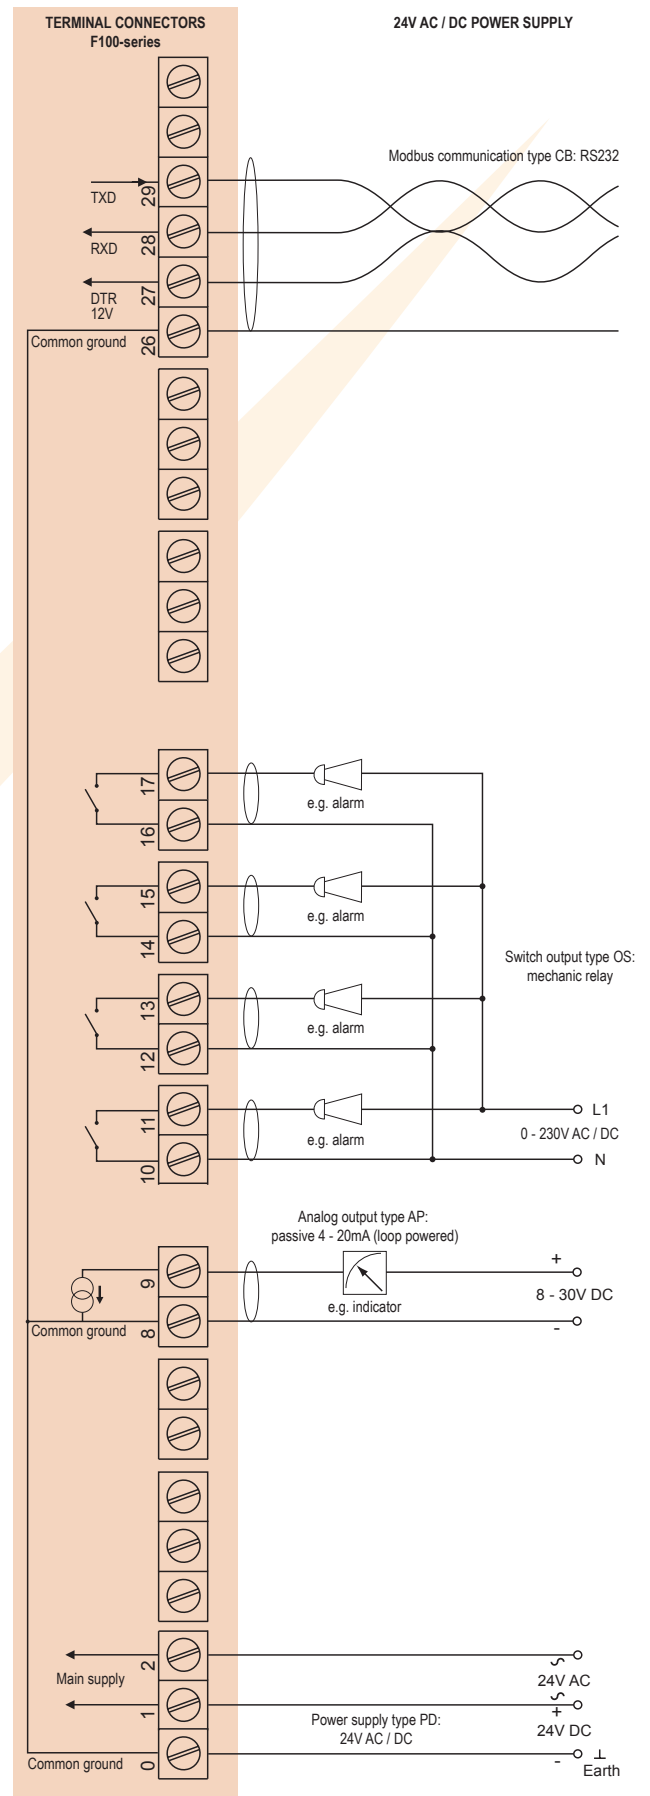 TERMINAL CONNECTORS
F100-series
24V AC / DC POWER SUPPLY
Modbus communication type CB: RS232
TXD
29
RXD
28
DTR
12V
27
Common ground
26
17
e.g. alarm
16
15
e.g. alarm
14
Switch output type OS:
mechanic relay
13
e.g. alarm
12
11
L1
e.g. alarm
0 - 230V AC / DC
10
N
Analog output type AP:
passive 4 - 20mA (loop powered)
9
+
8 - 30V DC
e.g. indicator
Common ground
8
-
2
Main supply
24V AC
1
+
Power supply type PD:
24V AC / DC
24V DC
Common ground
0
-
Earth